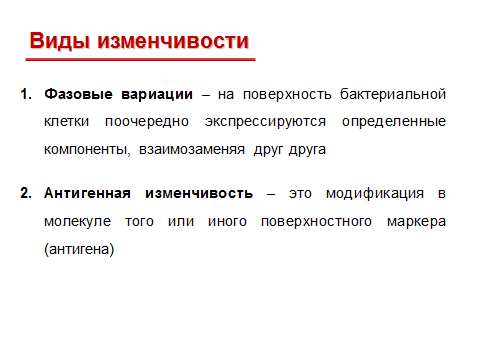 Виды изменчивости
1. Фазовые вариации – на поверхность бактериальной
клетки поочередно экспрессируются определенные
компоненты, взаимозаменяя друг друга
2. Антигенная изменчивость – это модификация в
молекуле того или иного поверхностного маркера
(антигена)